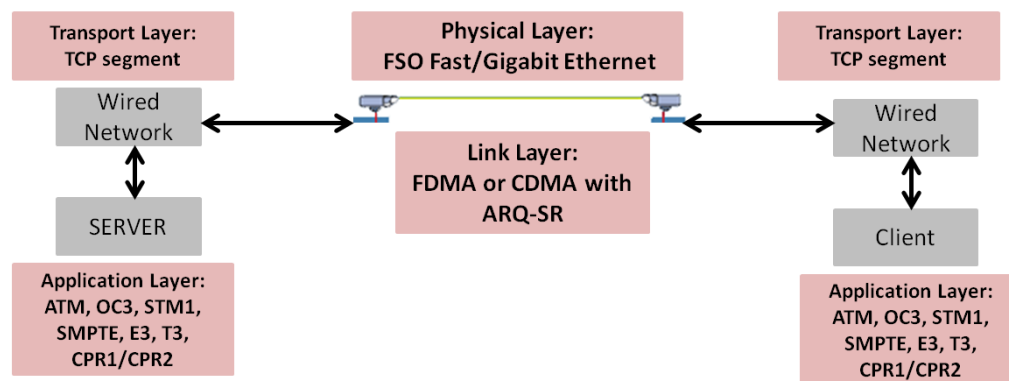 Transport Layer:
TCP segment
Physical Layer:
FSO Fast/Gigabit Ethernet
Transport Layer:
TCP segment
Wired
Network
Wired
Network
Link Layer:
FDMA or CDMA with
ARQ-SR
SERVER
Client
Application Layer:
ATM, OC3, STM1,
SMPTE, E3, T3,
CPR1/CPR2
Application Layer:
ATM, OC3, STM1,
SMPTE, E3, T3,
CPR1/CPR2